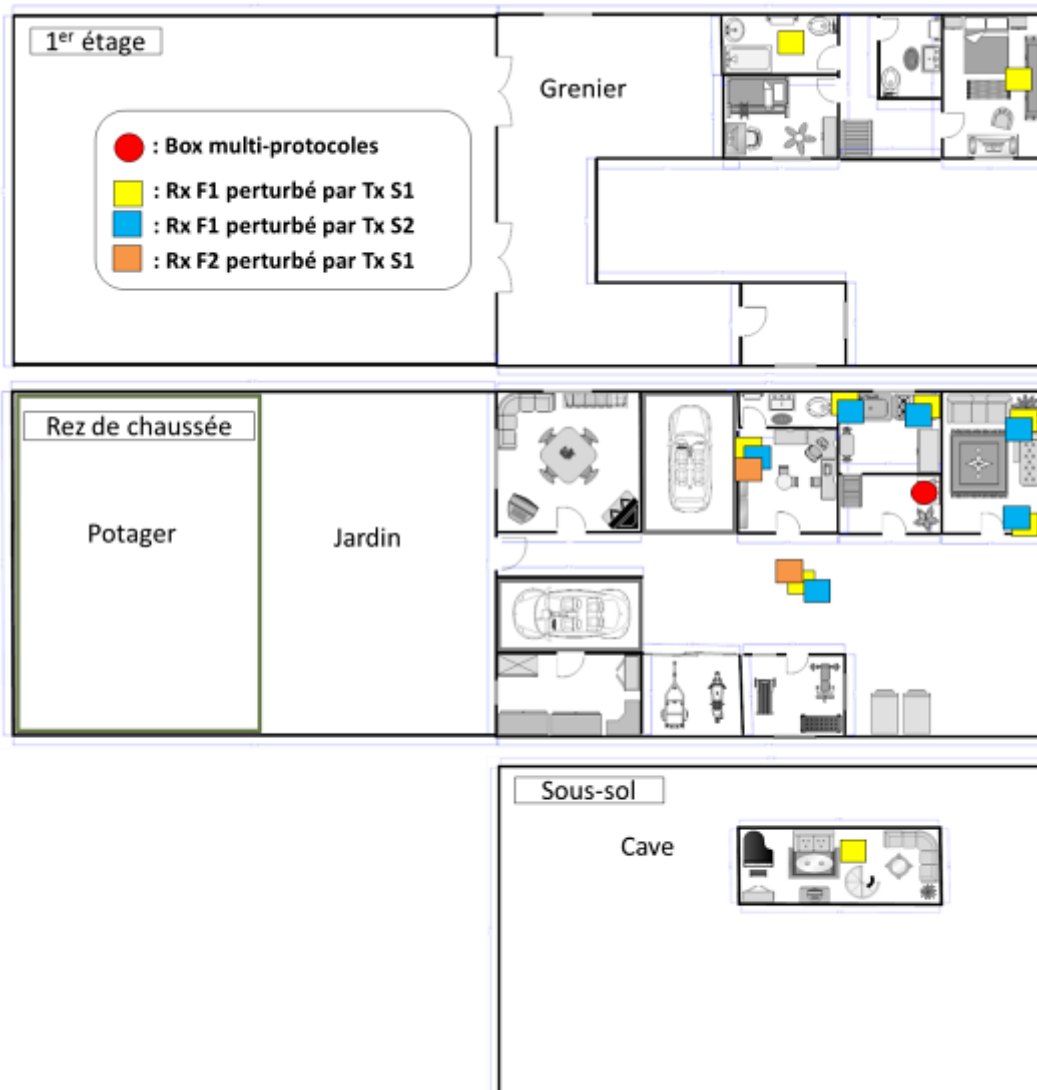 1er étage
Grenier
: Box multi-protocoles
: Rx F1 perturbé par Tx S1
: Rx F1 perturbé par Tx S2
: Rx F2 perturbé par Tx S1
Rez de chaussée
Potager
Jardin
Sous-sol
Cave